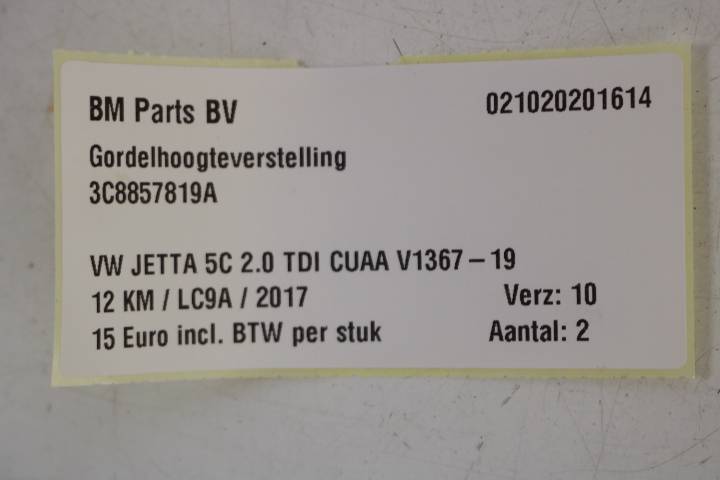 BM Parts BV 021020201614
Gordelhoogteverstelling
3C8857819A
VW JETTA 5C 2.0 TDI CUAA V1367 – 19
12 KM / LC9A / 2017 Verz: 10
15 Euro incl. BTW per stuk Aantal: 2